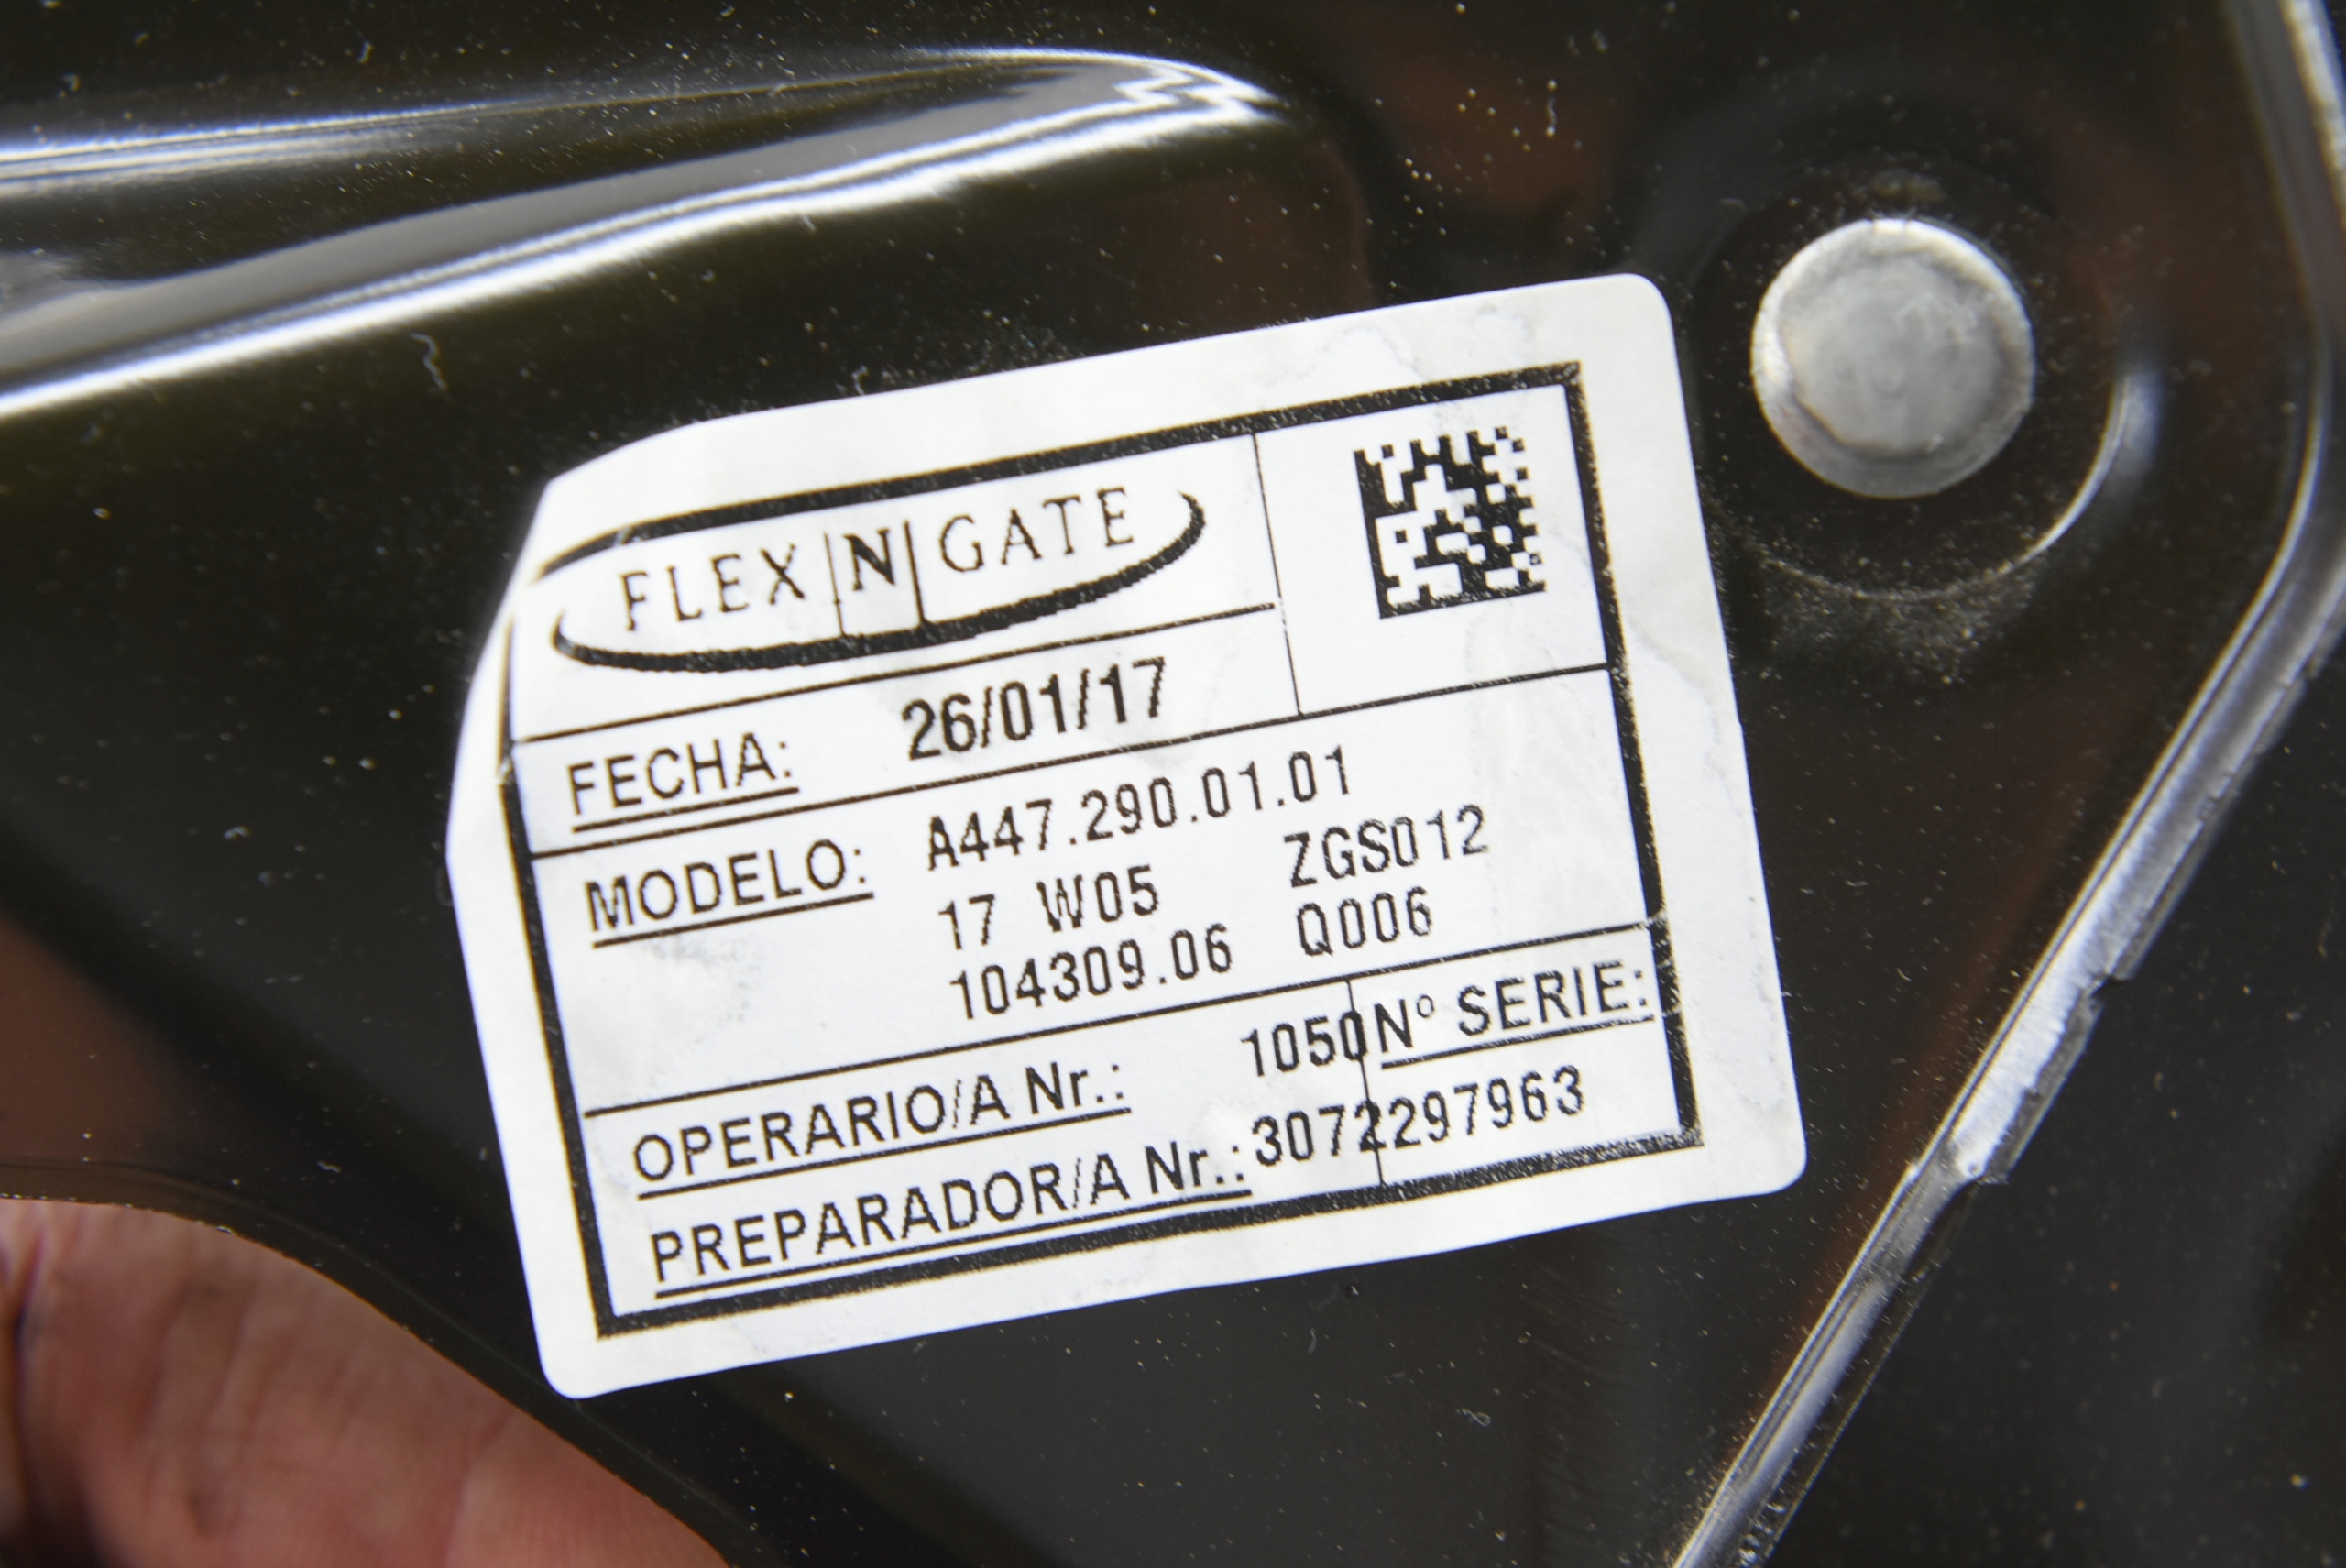 FLEX N GATE
FECHA: 26/01/17
MODELO: A447.290.01.01
17 W05 ZGS012
104309.06 Q006
OPERARIO/A Nr.: 1050 Nº SERIE:
PREPARADOR/A Nr.: 3072297963